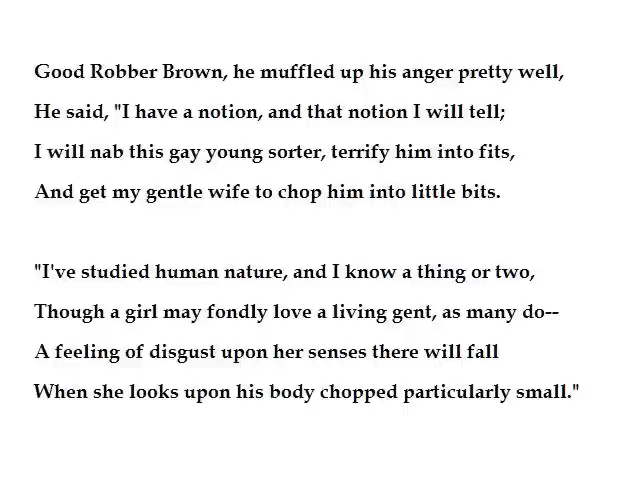 Good Robber Brown, he muffled up his anger pretty well,
He said, "I have a notion, and that notion I will tell;
I will nab this gay young sorter, terrify him into fits,
And get my gentle wife to chop him into little bits.
"I've studied human nature, and I know a thing or two,
Though a girl may fondly love a living gent, as many do--
A feeling of disgust upon her senses there will fall
When she looks upon his body chopped particularly small."